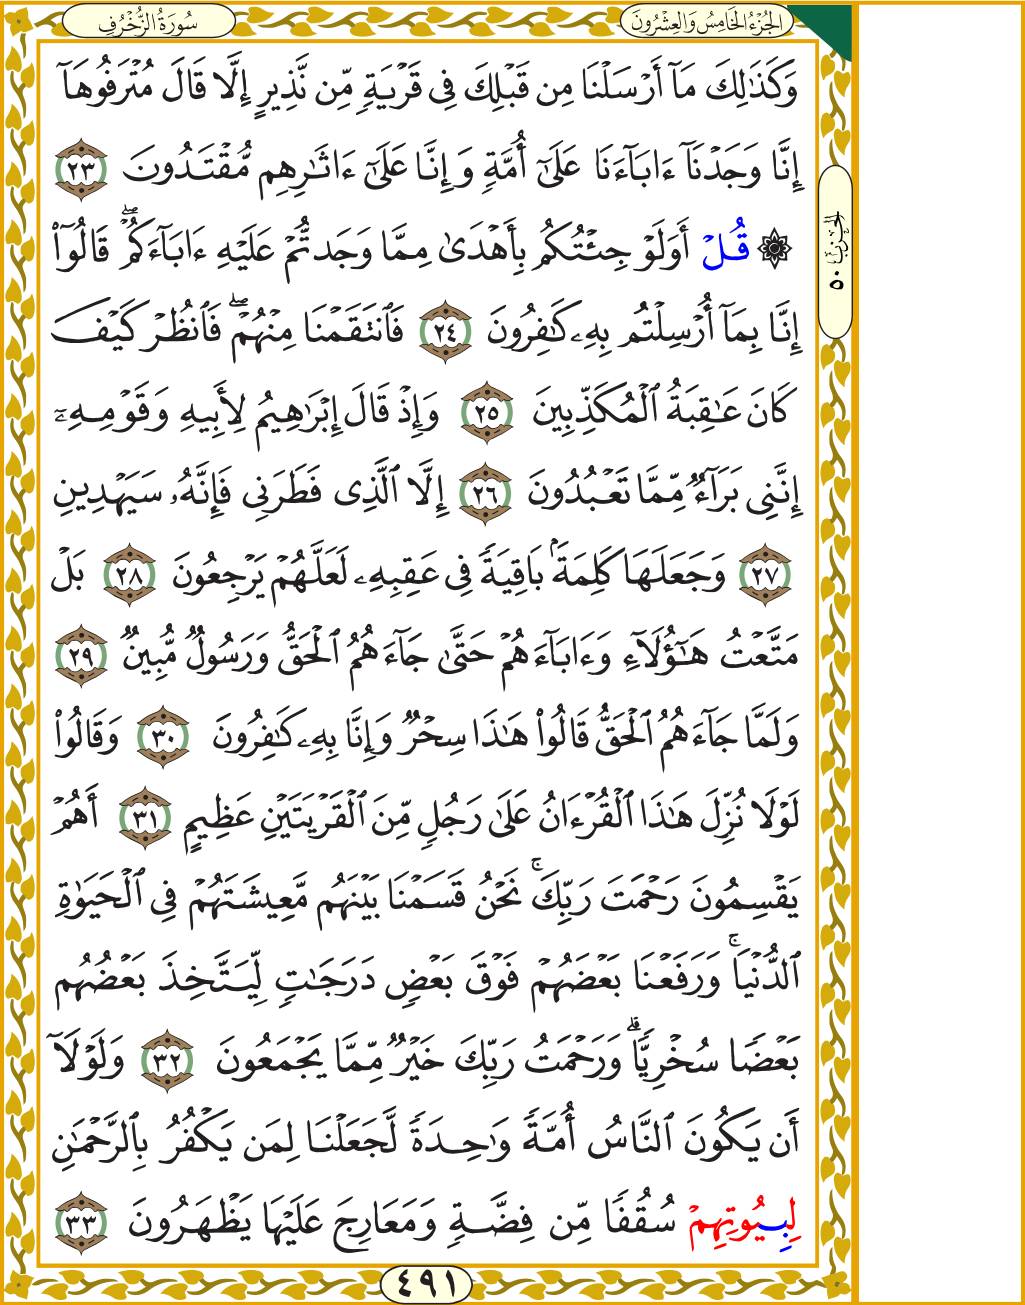 سُورَةُ الزُّخْرُفِ
الجُزْءُ الخَامِسُ وَالعِشْرُونَ
وَكَذَٰلِكَ مَآ أَرْسَلْنَا مِن قَبْلِكَ فِى قَرْيَةٍ مِّن نَّذِيرٍ إِلَّا قَالَ مُتْرَفُوهَآ
إِنَّا وَجَدْنَآ ءَابَآءَنَا عَلَىٰٓ أُمَّةٍ وَإِنَّا عَلَىٰٓ ءَاثَـٰرِهِم مُّقْتَدُونَ ٢٣
۞ قُلْ أَوَلَوْ جِئْتُكُم بِأَهْدَىٰ مِمَّا وَجَدتُّمْ عَلَيْهِ ءَابَآءَكُمْ ۖ قَالُوٓا۟
إِنَّا بِمَآ أُرْسِلْتُم بِهِۦ كَـٰفِرُونَ ٢٤ فَٱنتَقَمْنَا مِنْهُمْ ۖ فَٱنظُرْ كَيْفَ
كَانَ عَـٰقِبَةُ ٱلْمُكَذِّبِينَ ٢٥ وَإِذْ قَالَ إِبْرَٰهِيمُ لِأَبِيهِ وَقَوْمِهِۦٓ
إِنَّنِى بَرَآءٌ مِّمَّا تَعْبُدُونَ ٢٦ إِلَّا ٱلَّذِى فَطَرَنِى فَإِنَّهُۥ سَيَهْدِينِ
٢٧ وَجَعَلَهَا كَلِمَةًۢ بَاقِيَةً فِى عَقِبِهِۦ لَعَلَّهُمْ يَرْجِعُونَ ٢٨ بَلْ
مَتَّعْتُ هَـٰٓؤُلَآءِ وَءَابَآءَهُمْ حَتَّىٰ جَآءَهُمُ ٱلْحَقُّ وَرَسُولٌ مُّبِينٌ ٢٩
وَلَمَّا جَآءَهُمُ ٱلْحَقُّ قَالُوا۟ هَـٰذَا سِحْرٌ وَإِنَّا بِهِۦ كَـٰفِرُونَ ٣٠ وَقَالُوا۟
لَوْلَا نُزِّلَ هَـٰذَا ٱلْقُرْءَانُ عَلَىٰ رَجُلٍ مِّنَ ٱلْقَرْيَتَيْنِ عَظِيمٍ ٣١ أَهُمْ
يَقْسِمُونَ رَحْمَتَ رَبِّكَ ۚ نَحْنُ قَسَمْنَا بَيْنَهُم مَّعِيشَتَهُمْ فِى ٱلْحَيَوٰةِ
ٱلدُّنْيَا ۚ وَرَفَعْنَا بَعْضَهُمْ فَوْقَ بَعْضٍ دَرَجَـٰتٍ لِّيَتَّخِذَ بَعْضُهُم
بَعْضًا سُخْرِيًّا ۗ وَرَحْمَتُ رَبِّكَ خَيْرٌ مِّمَّا يَجْمَعُونَ ٣٢ وَلَوْلَآ
أَن يَكُونَ ٱلنَّاسُ أُمَّةً وَٰحِدَةً لَّجَعَلْنَا لِمَن يَكْفُرُ بِٱلرَّحْمَـٰنِ
لِبِيُوتِهِمْ سُقُفًا مِّن فِضَّةٍ وَمَعَارِجَ عَلَيْهَا يَظْهَرُونَ ٣٣
الحِزْبُ ٥٠
٤٩١